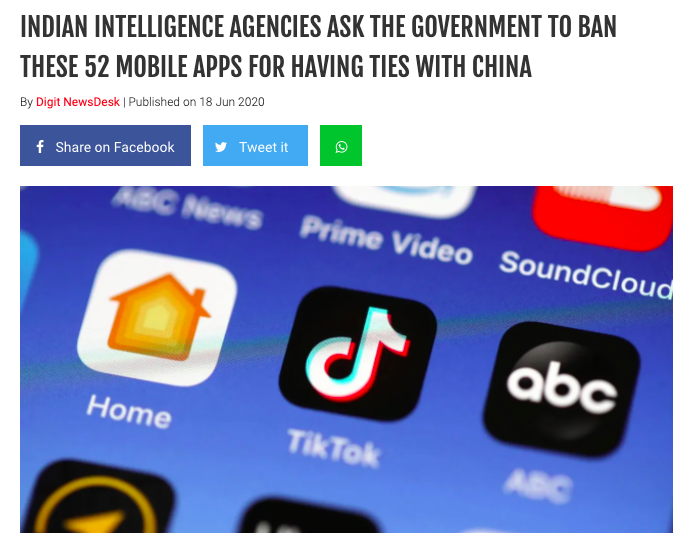 INDIAN INTELLIGENCE AGENCIES ASK THE GOVERNMENT TO BAN
THESE 52 MOBILE APPS FOR HAVING TIES WITH CHINA
By Digit NewsDesk | Published on 18 Jun 2020
Share on Facebook
Tweet it
ABC News
Prime Video
SoundCloud
Home
TikTok
abc
ABC